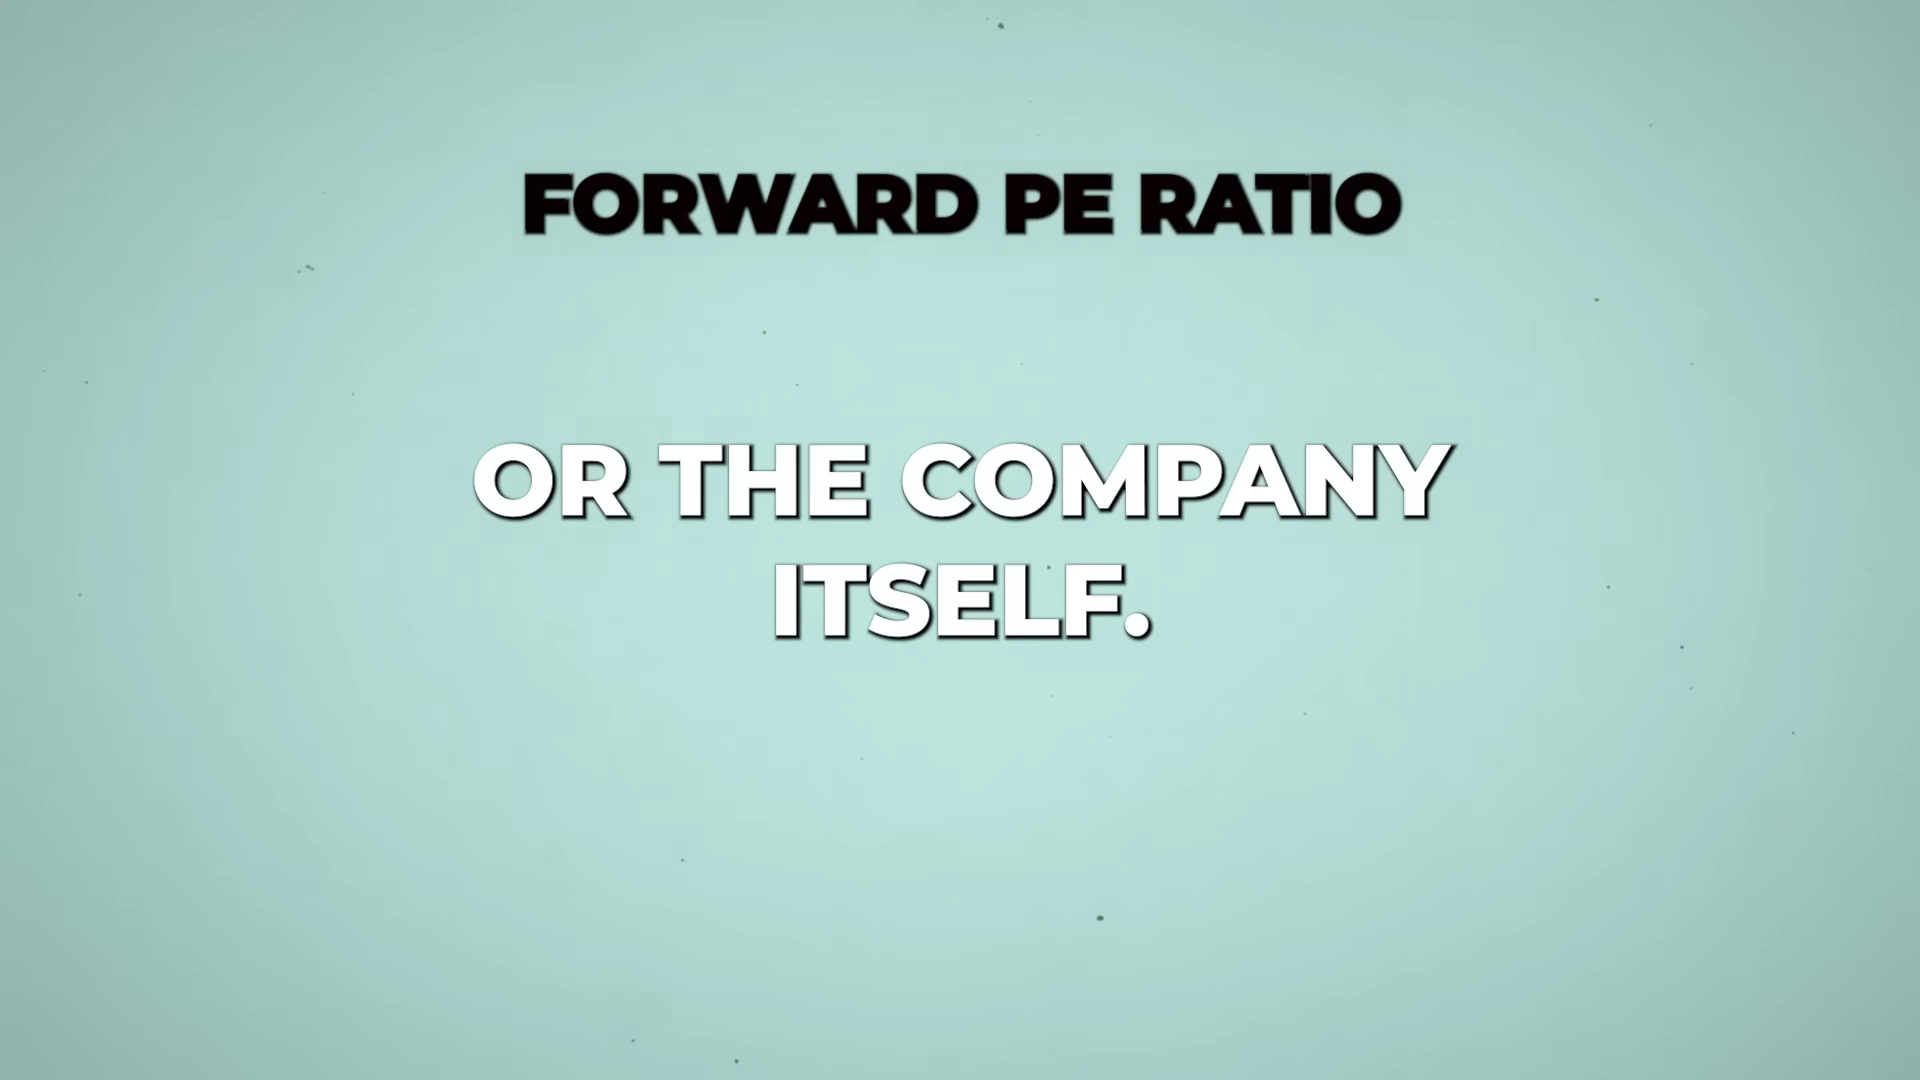 FORWARD PE RATIO
OR THE COMPANY
ITSELF.